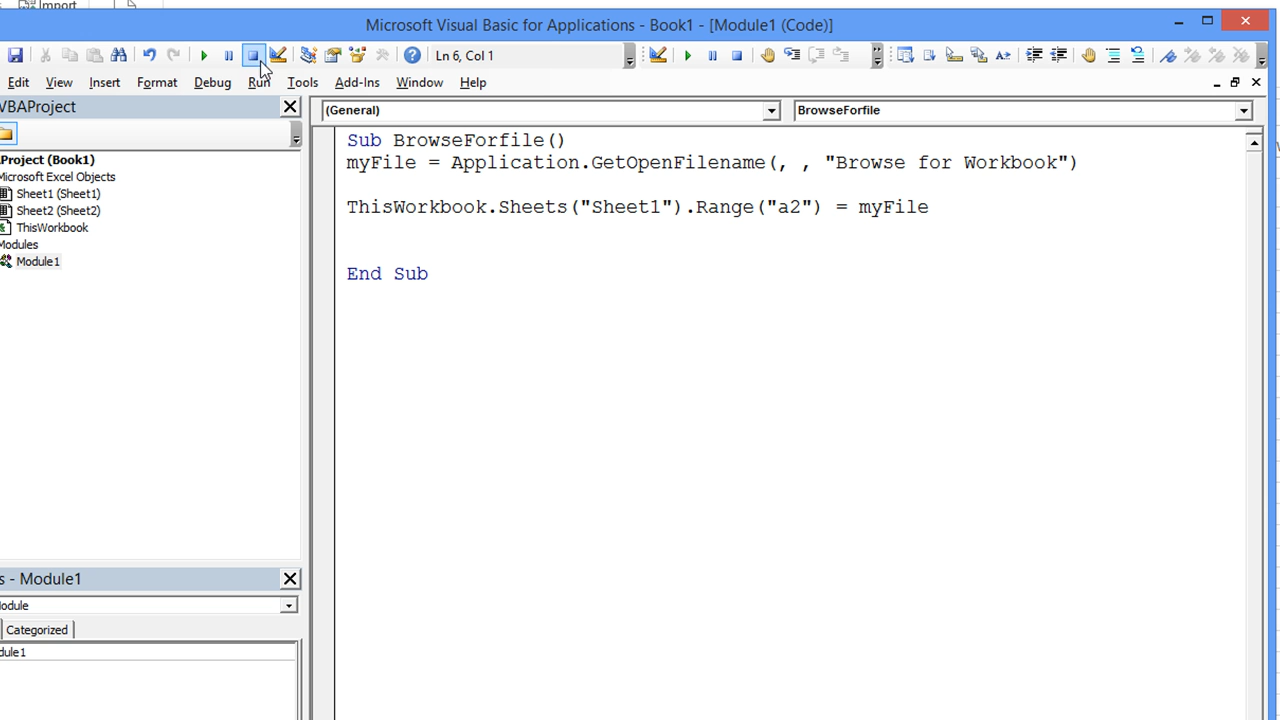 Import
Microsoft Visual Basic for Applications - Book1 - [Module1 (Code)]
Ln 6, Col 1
Edit View Insert Format Debug Run Tools Add-Ins Window Help
VBAProject
(General) BrowseForfile
Project (Book1)
Microsoft Excel Objects
Sheet1 (Sheet1)
Sheet2 (Sheet2)
ThisWorkbook
Modules
Module1
Sub BrowseForfile()
myFile = Application.GetOpenFilename(, , "Browse for Workbook")
ThisWorkbook.Sheets("Sheet1").Range("a2") = myFile
End Sub
s - Module1
odule
Categorized
dule1